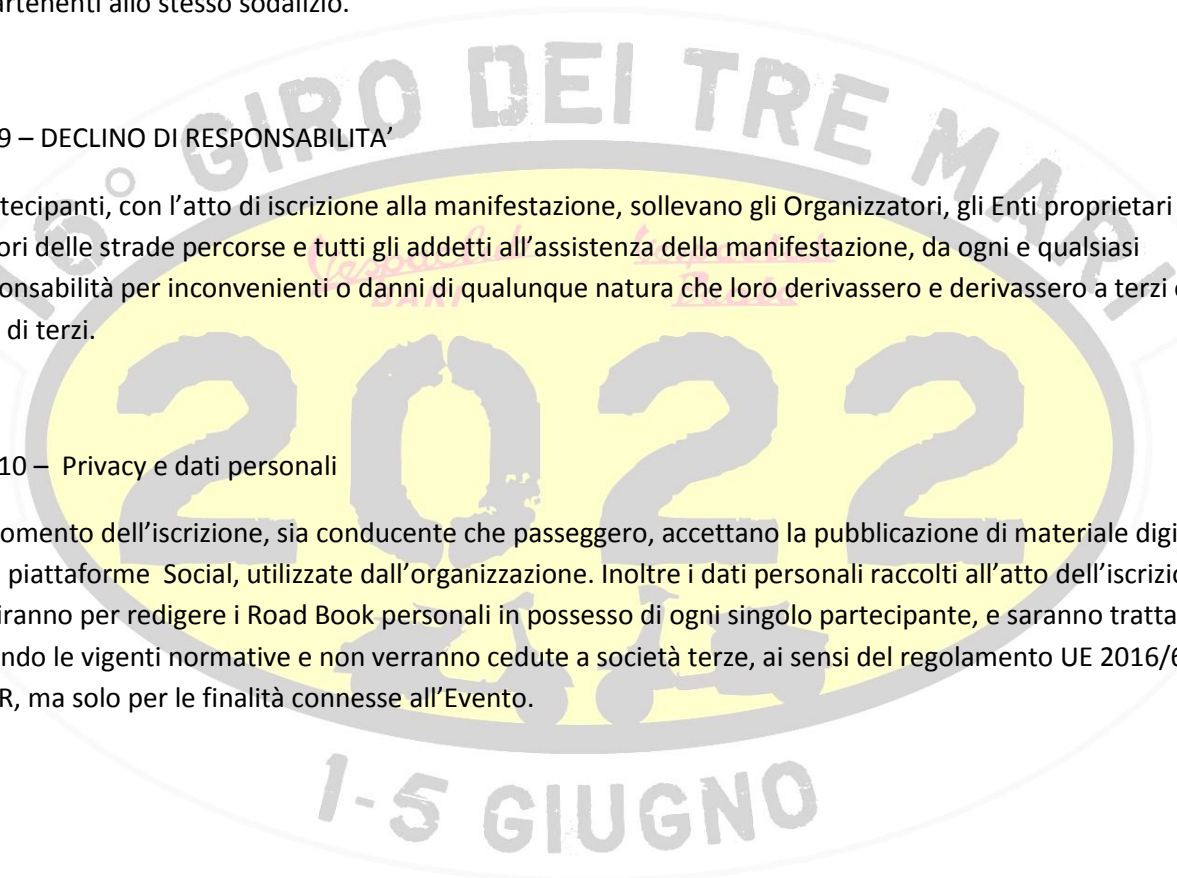 artenenti allo stesso sodalizio.
16° GIRO DEI TRE MARI
9 – DECLINO DI RESPONSABILITA’
tecipanti, con l’atto di iscrizione alla manifestazione, sollevano gli Organizzatori, gli Enti proprietari
ori delle strade percorse e tutti gli addetti all’assistenza della manifestazione, da ogni e qualsiasi
onsabilità per inconvenienti o danni di qualunque natura che loro derivassero e derivassero a terzi
di terzi.
Vespa Club
BARI
2022
10 – Privacy e dati personali
omento dell’iscrizione, sia conducente che passeggero, accettano la pubblicazione di materiale digi
piattaforme Social, utilizzate dall’organizzazione. Inoltre i dati personali raccolti all’atto dell’iscrizio
iranno per redigere i Road Book personali in possesso di ogni singolo partecipante, e saranno tratta
ndo le vigenti normative e non verranno cedute a società terze, ai sensi del regolamento UE 2016/6
R, ma solo per le finalità connesse all’Evento.
1-5 GIUGNO